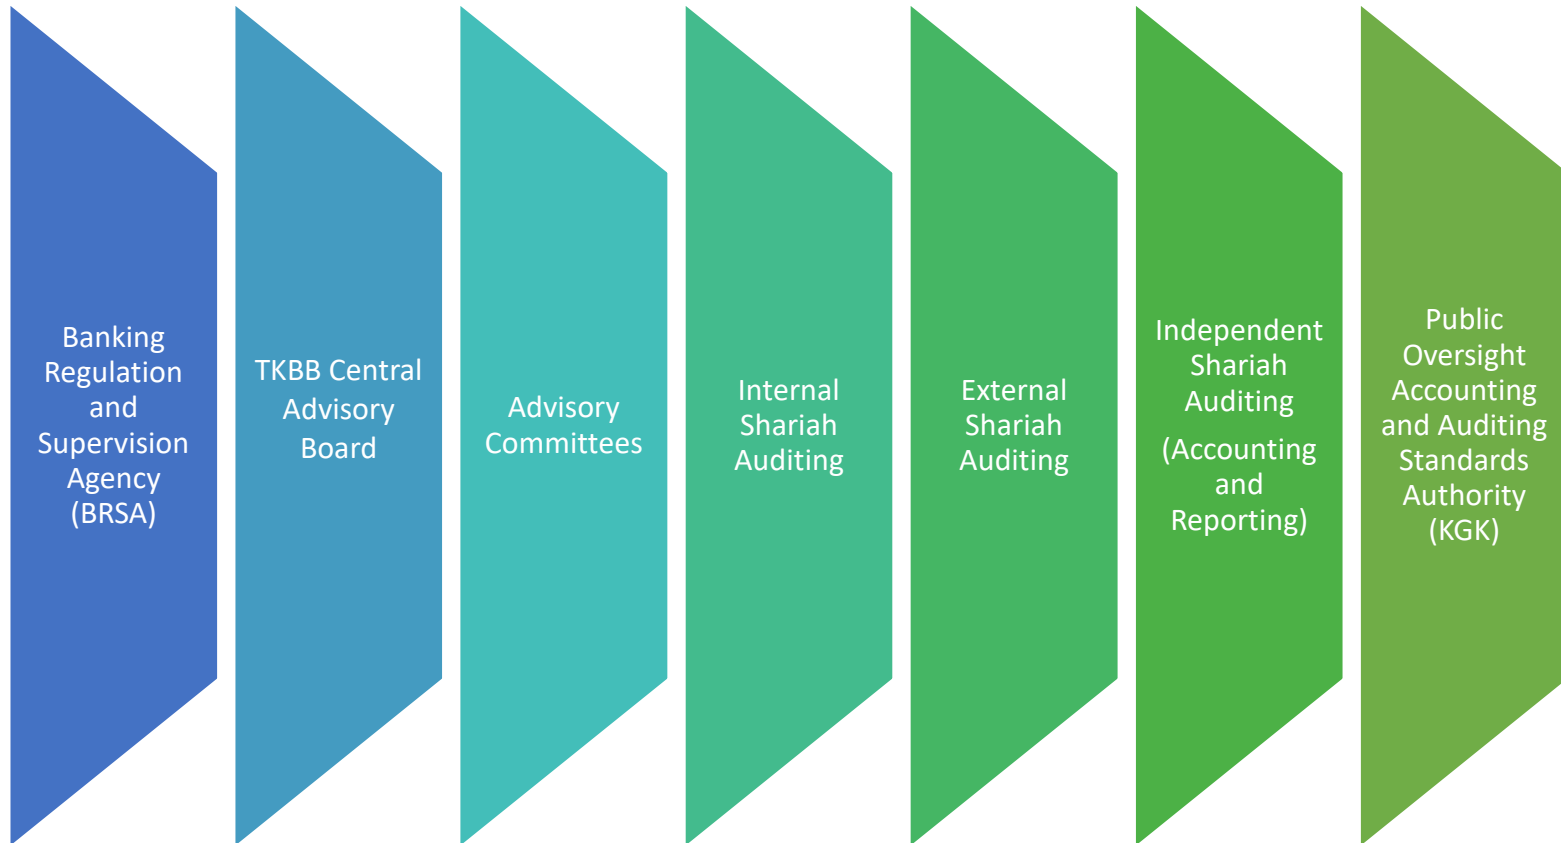 Banking
Regulation
and
Supervision
Agency
(BRSA)
TKBB Central
Advisory
Board
Advisory
Committees
Internal
Shariah
Auditing
External
Shariah
Auditing
Independent
Shariah
Auditing
(Accounting
and
Reporting)
Public
Oversight
Accounting
and Auditing
Standards
Authority
(KGK)